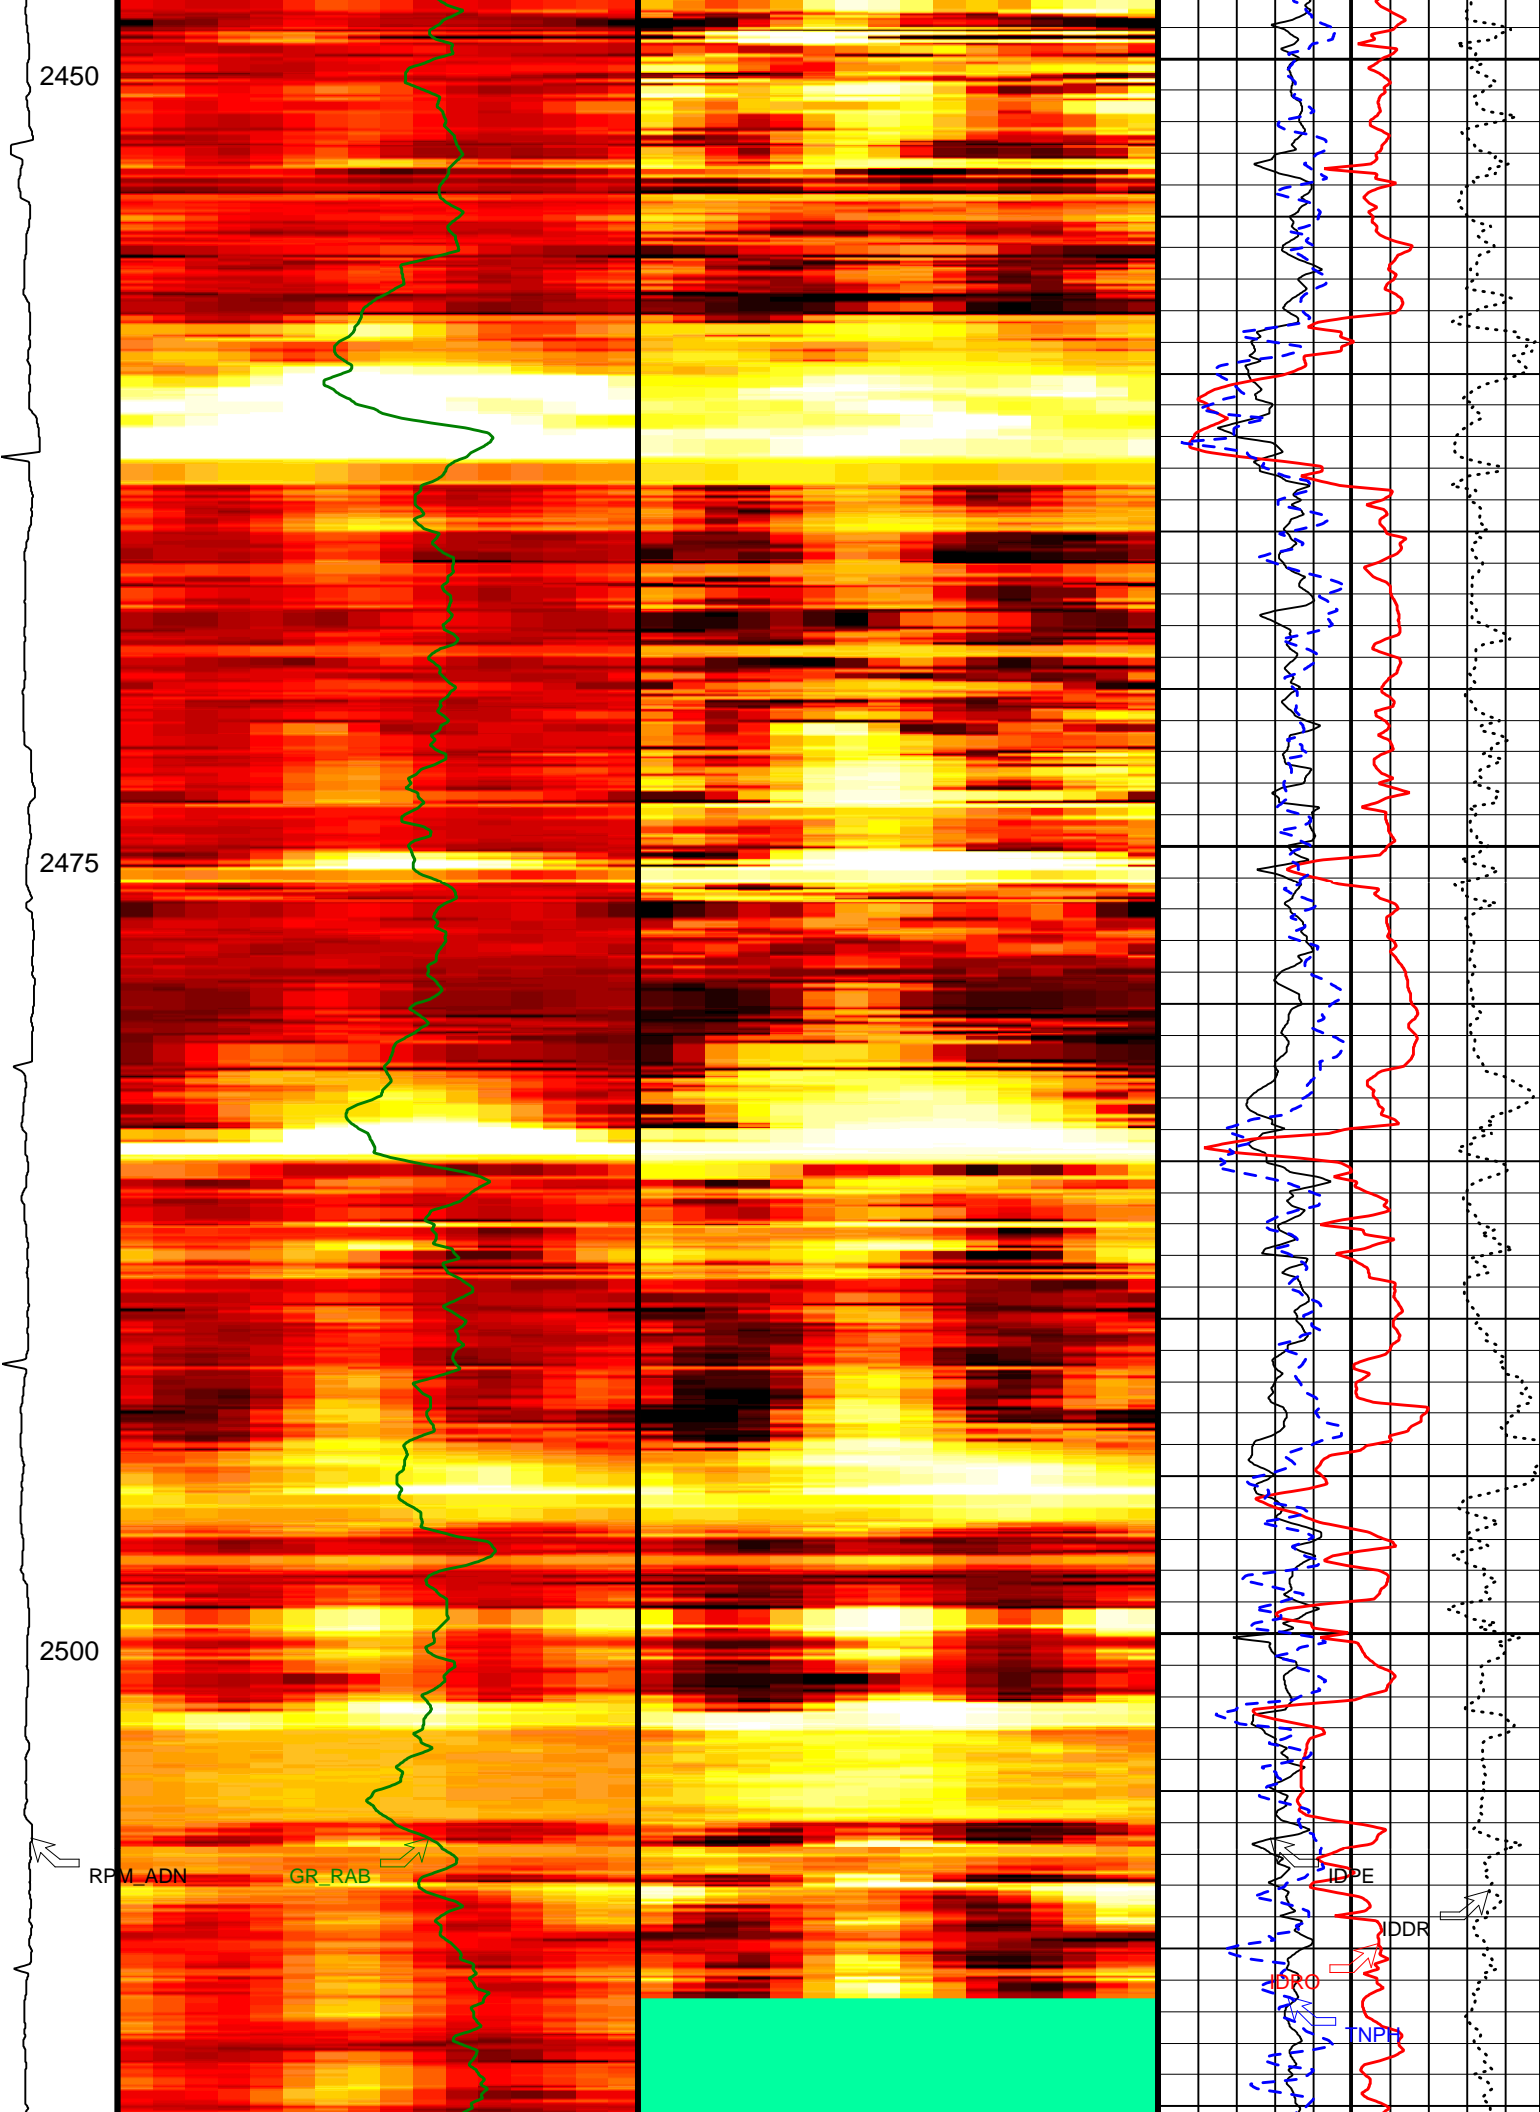 2450
2475
2500
RPM_ADN
GR_RAB
IDPE
IDDR
IDRO
TNPH